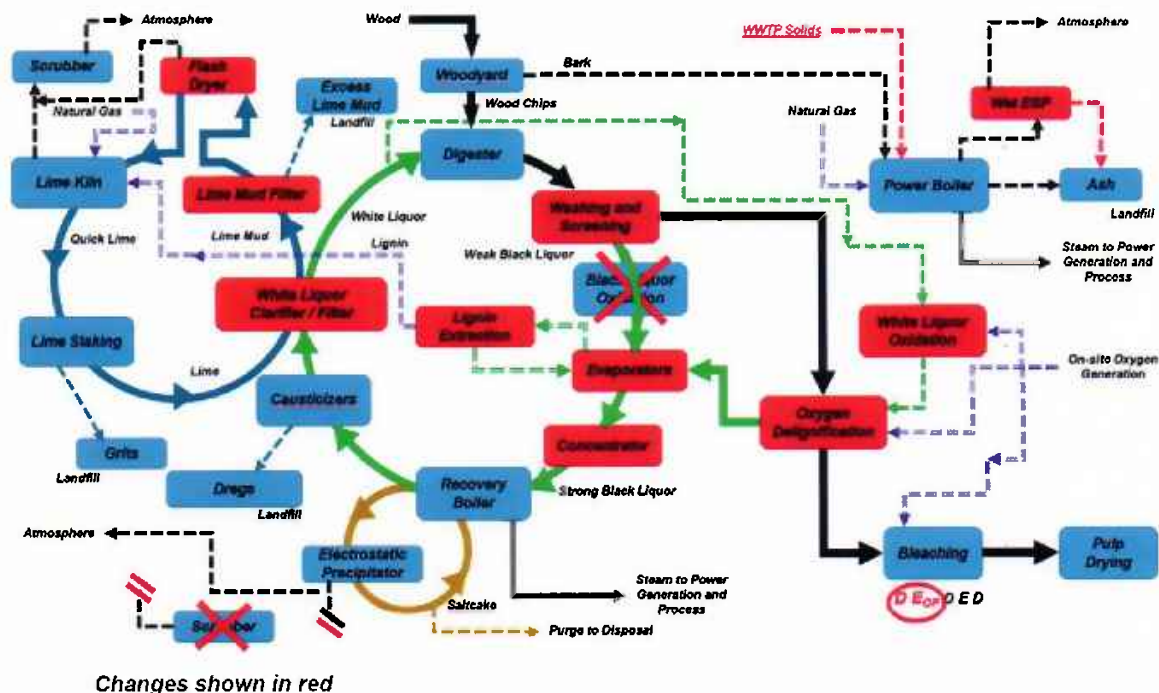 Atmosphere
Wood
WWTP Solids
Atmosphere
Scrubber
Flash
Dryer
Woodyard
Bark
Excess
Lime Mud
Landfill
Wood Chips
Wet ESP
Natural Gas
Natural Gas
Digester
Lime Kiln
Lime Mud Filter
Power Boiler
Ash
Landfill
Washing and
Screening
White Liquor
Quick Lime
Lime Mud
Lignin
Weak Black Liquor
Steam to Power
Generation and
Process
Black Liquor
Oxidation
White Liquor
Clarifier / Filter
Lignin
Extraction
White Liquor
Oxidation
Lime Slaking
Evaporators
On-site Oxygen
Generation
Lime
Causticizers
Oxygen
Delignification
Concentrator
Grits
Landfill
Dregs
Landfill
Recovery
Boiler
Strong Black Liquor
Atmosphere
Electrostatic
Precipitator
Bleaching
Pulp
Drying
Steam to Power
Generation and
Process
Saltcake
D EOP D E D
Scrubber
Purge to Disposal
Changes shown in red